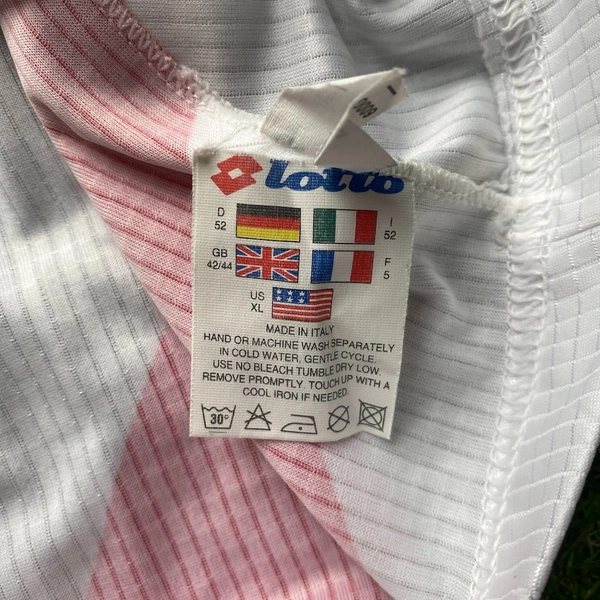 2009
lotto
D
52
I
52
GB
42/44
F
5
US
XL
MADE IN ITALY
HAND OR MACHINE WASH SEPARATELY
IN COLD WATER, GENTLE CYCLE.
USE NO BLEACH TUMBLE DRY LOW.
REMOVE PROMPTLY. TOUCH UP WITH A
COOL IRON IF NEEDED.
30°